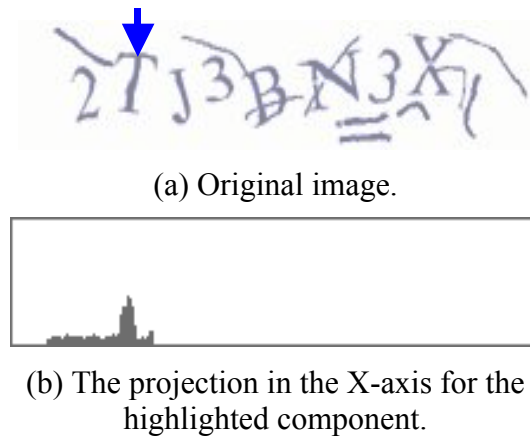 2TJ3BN3X
(a) Original image.
(b) The projection in the X-axis for the
highlighted component.